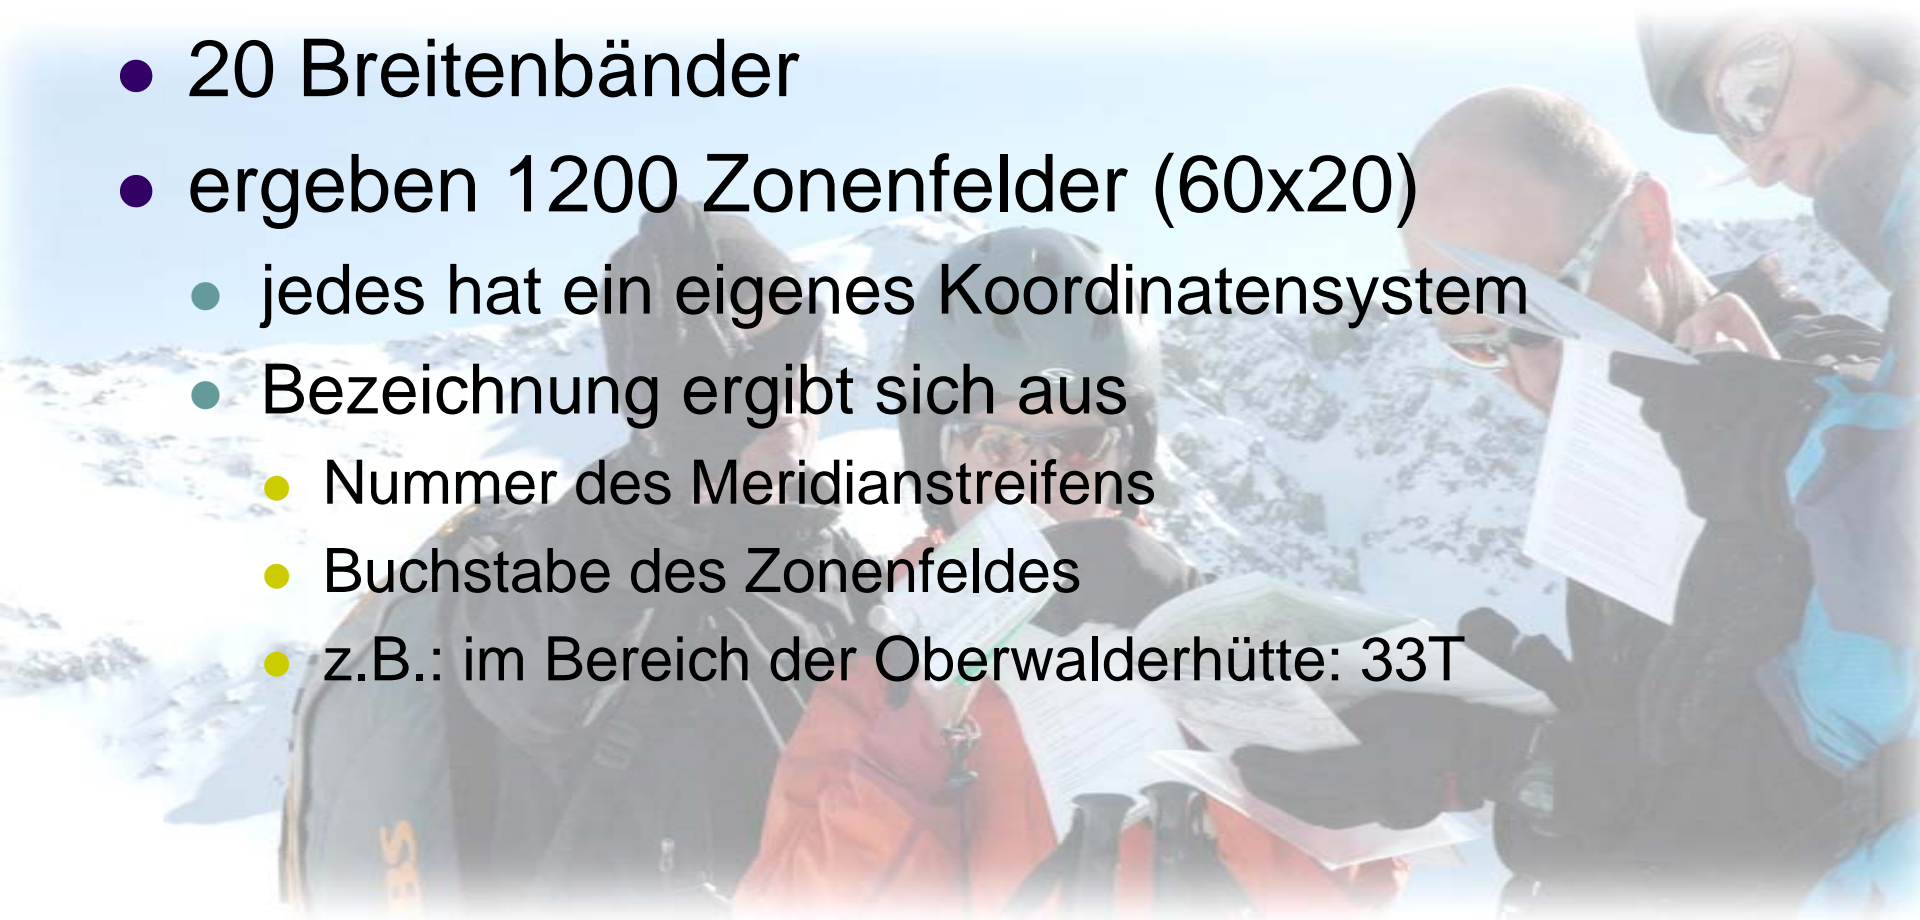 20 Breitenbänder
ergeben 1200 Zonenfelder (60x20)
jedes hat ein eigenes Koordinatensystem
Bezeichnung ergibt sich aus
Nummer des Meridianstreifens
Buchstabe des Zonenfeldes
z.B.: im Bereich der Oberwalderhütte: 33T